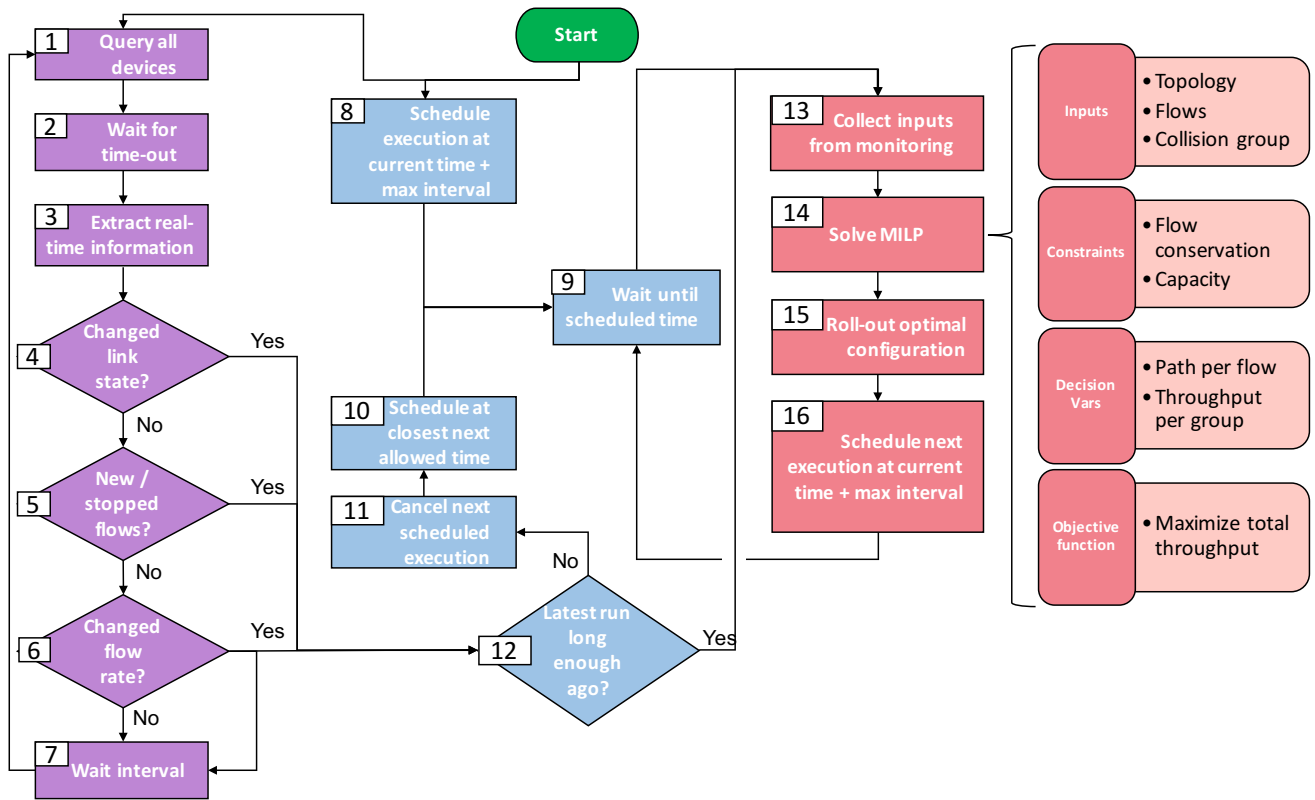 Start
1
Query all
devices
2
Wait for
time-out
3
Extract real-
time information
4
Changed
link
state?
Yes
No
5
New /
stopped
flows?
Yes
No
6
Changed
flow
rate?
Yes
No
7
Wait interval
8
Schedule
execution at
current time +
max interval
9
Wait until
scheduled time
10
Schedule at
closest next
allowed time
11
Cancel next
scheduled
execution
No
12
Latest run
long
enough
ago?
Yes
13
Collect inputs
from monitoring
14
Solve MILP
15
Roll-out optimal
configuration
16
Schedule next
execution at current
time + max interval
Inputs
• Topology
• Flows
• Collision group
Constraints
• Flow
conservation
• Capacity
Decision
Vars
• Path per flow
• Throughput
per group
Objective
function
• Maximize total
throughput